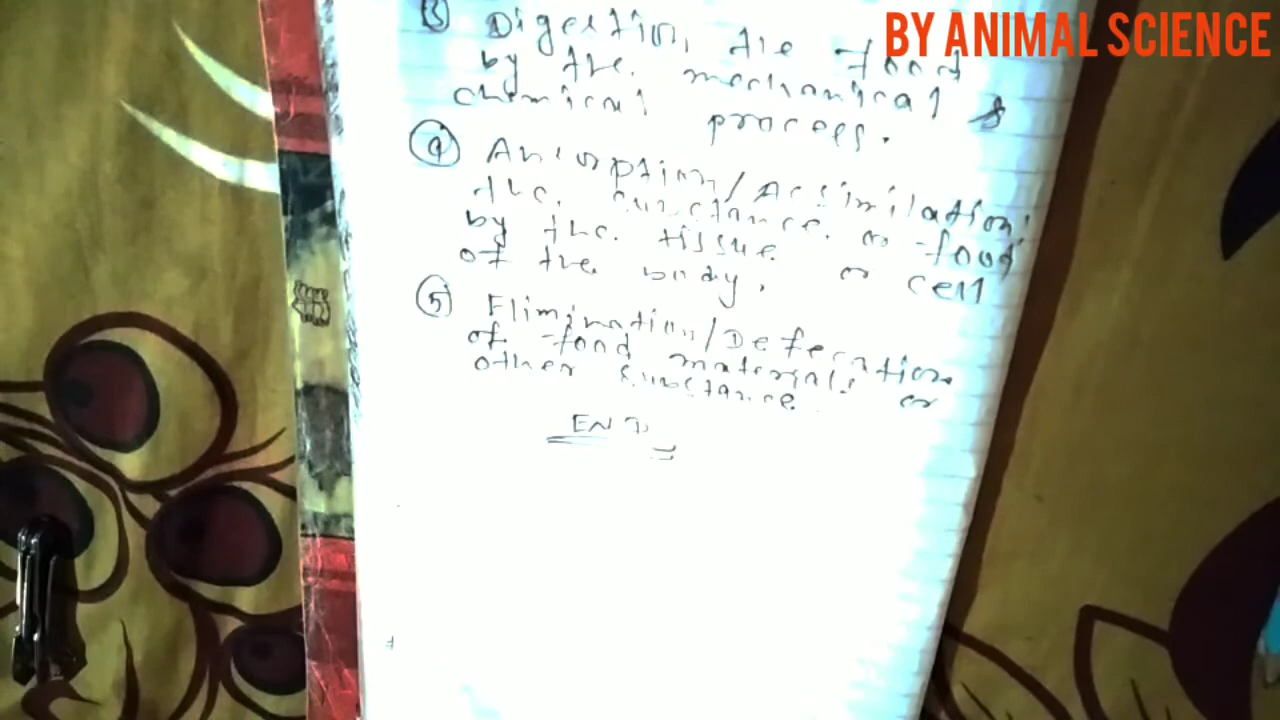 BY ANIMAL SCIENCE
③ Digestion, the food
by the mechanical &
chemical process.
④ Absorption/Assimilation:
the substance or food
by the tissue or cell
of the body.
⑤ Elimination/Defecation
of food materials or
other substance
END